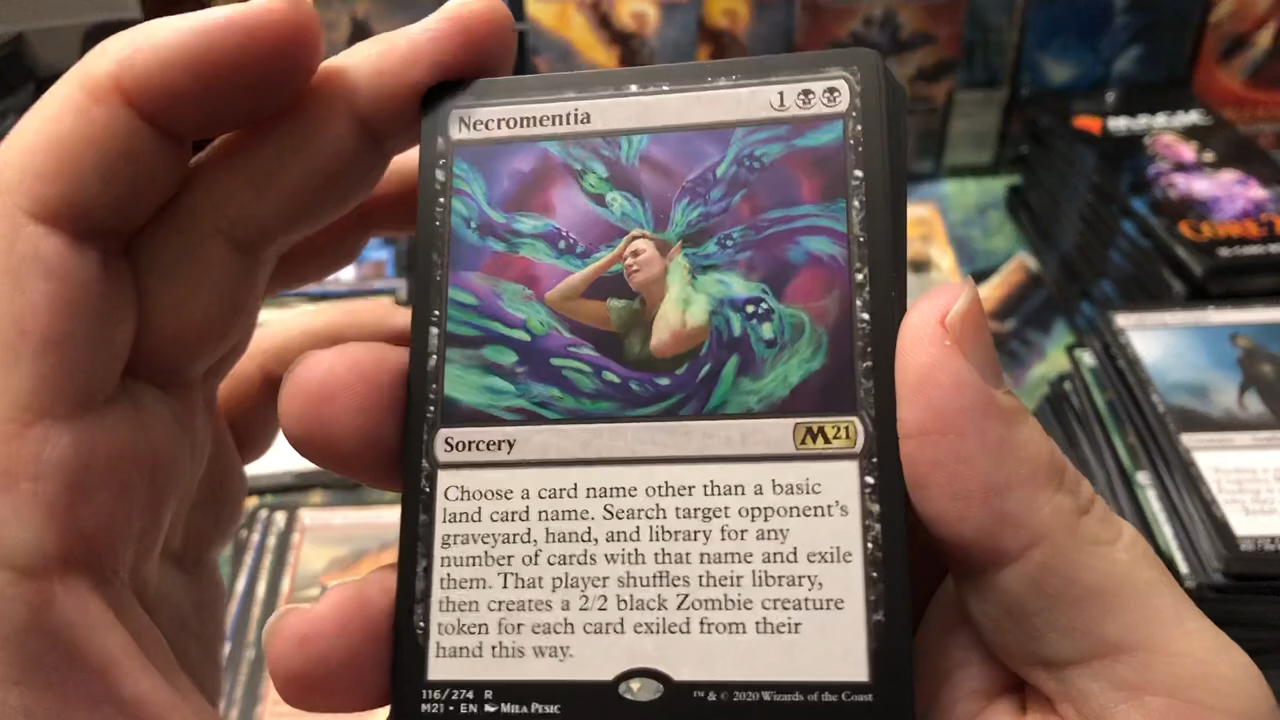 Necromentia
1
Sorcery
M21
Choose a card name other than a basic
land card name. Search target opponent's
graveyard, hand, and library for any
number of cards with that name and exile
them. That player shuffles their library,
then creates a 2/2 black Zombie creature
token for each card exiled from their
hand this way.
116/274 R
M21 • EN Mila Pesic
™ & © 2020 Wizards of the Coast
MAGIC
CORE 2